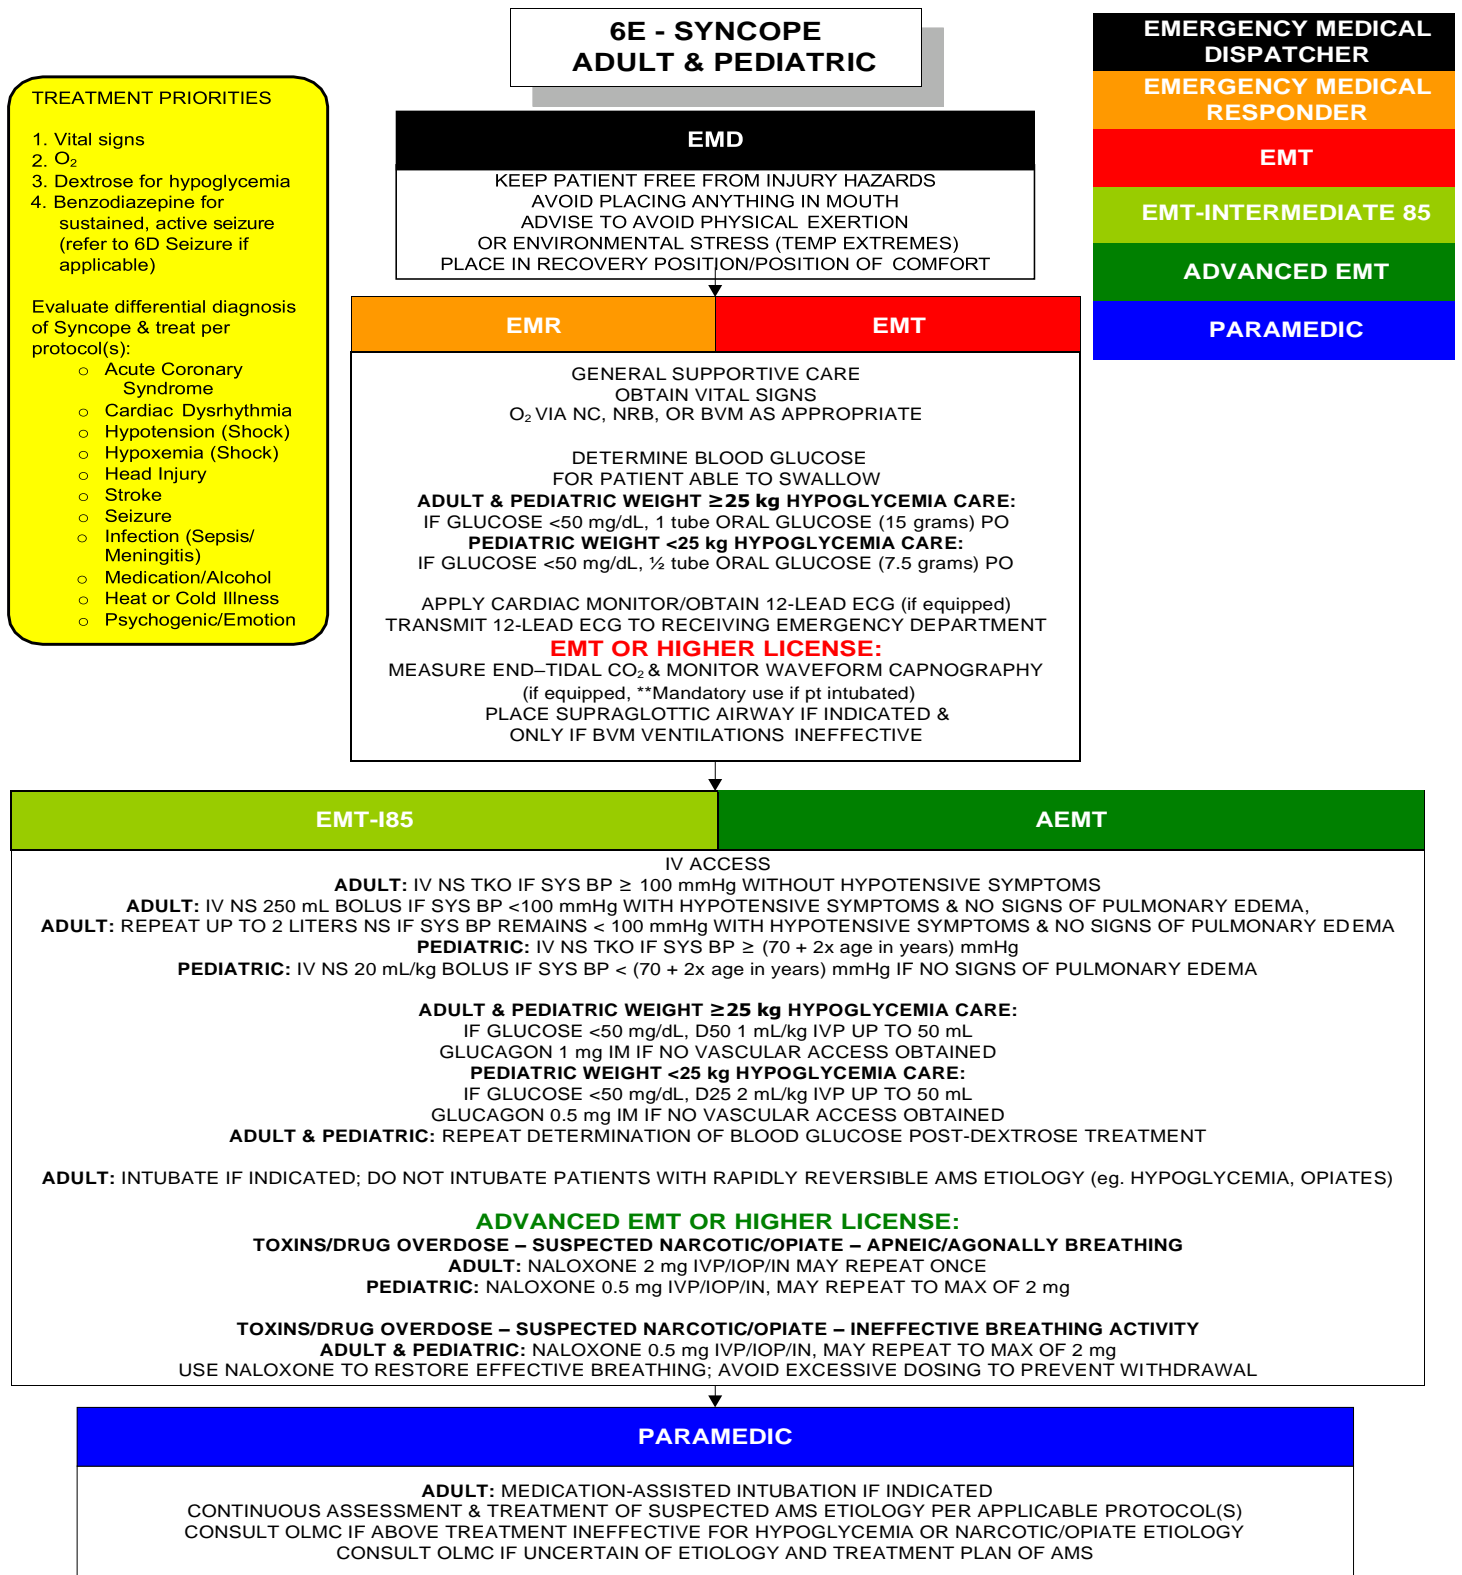 6E - SYNCOPE
ADULT & PEDIATRIC
EMERGENCY MEDICAL
DISPATCHER
EMERGENCY MEDICAL
RESPONDER
EMT
EMT-INTERMEDIATE 85
ADVANCED EMT
PARAMEDIC
TREATMENT PRIORITIES
1. Vital signs
2. O₂
3. Dextrose for hypoglycemia
4. Benzodiazepine for
sustained, active seizure
(refer to 6D Seizure if
applicable)
Evaluate differential diagnosis
of Syncope & treat per
protocol(s):
o Acute Coronary
Syndrome
o Cardiac Dysrhythmia
o Hypotension (Shock)
o Hypoxemia (Shock)
o Head Injury
o Stroke
o Seizure
o Infection (Sepsis/
Meningitis)
o Medication/Alcohol
o Heat or Cold Illness
o Psychogenic/Emotion
EMD
KEEP PATIENT FREE FROM INJURY HAZARDS
AVOID PLACING ANYTHING IN MOUTH
ADVISE TO AVOID PHYSICAL EXERTION
OR ENVIRONMENTAL STRESS (TEMP EXTREMES)
PLACE IN RECOVERY POSITION/POSITION OF COMFORT
EMR
EMT
GENERAL SUPPORTIVE CARE
OBTAIN VITAL SIGNS
O₂ VIA NC, NRB, OR BVM AS APPROPRIATE
DETERMINE BLOOD GLUCOSE
FOR PATIENT ABLE TO SWALLOW
ADULT & PEDIATRIC WEIGHT ≥25 kg HYPOGLYCEMIA CARE:
IF GLUCOSE <50 mg/dL, 1 tube ORAL GLUCOSE (15 grams) PO
PEDIATRIC WEIGHT <25 kg HYPOGLYCEMIA CARE:
IF GLUCOSE <50 mg/dL, ½ tube ORAL GLUCOSE (7.5 grams) PO
APPLY CARDIAC MONITOR/OBTAIN 12-LEAD ECG (if equipped)
TRANSMIT 12-LEAD ECG TO RECEIVING EMERGENCY DEPARTMENT
EMT OR HIGHER LICENSE:
MEASURE END–TIDAL CO₂ & MONITOR WAVEFORM CAPNOGRAPHY
(if equipped, **Mandatory use if pt intubated)
PLACE SUPRAGLOTTIC AIRWAY IF INDICATED &
ONLY IF BVM VENTILATIONS INEFFECTIVE
EMT-I85
AEMT
IV ACCESS
ADULT: IV NS TKO IF SYS BP ≥ 100 mmHg WITHOUT HYPOTENSIVE SYMPTOMS
ADULT: IV NS 250 mL BOLUS IF SYS BP <100 mmHg WITH HYPOTENSIVE SYMPTOMS & NO SIGNS OF PULMONARY EDEMA,
ADULT: REPEAT UP TO 2 LITERS NS IF SYS BP REMAINS < 100 mmHg WITH HYPOTENSIVE SYMPTOMS & NO SIGNS OF PULMONARY EDEMA
PEDIATRIC: IV NS TKO IF SYS BP ≥ (70 + 2x age in years) mmHg
PEDIATRIC: IV NS 20 mL/kg BOLUS IF SYS BP < (70 + 2x age in years) mmHg IF NO SIGNS OF PULMONARY EDEMA
ADULT & PEDIATRIC WEIGHT ≥25 kg HYPOGLYCEMIA CARE:
IF GLUCOSE <50 mg/dL, D50 1 mL/kg IVP UP TO 50 mL
GLUCAGON 1 mg IM IF NO VASCULAR ACCESS OBTAINED
PEDIATRIC WEIGHT <25 kg HYPOGLYCEMIA CARE:
IF GLUCOSE <50 mg/dL, D25 2 mL/kg IVP UP TO 50 mL
GLUCAGON 0.5 mg IM IF NO VASCULAR ACCESS OBTAINED
ADULT & PEDIATRIC: REPEAT DETERMINATION OF BLOOD GLUCOSE POST-DEXTROSE TREATMENT
ADULT: INTUBATE IF INDICATED; DO NOT INTUBATE PATIENTS WITH RAPIDLY REVERSIBLE AMS ETIOLOGY (eg. HYPOGLYCEMIA, OPIATES)
ADVANCED EMT OR HIGHER LICENSE:
TOXINS/DRUG OVERDOSE – SUSPECTED NARCOTIC/OPIATE – APNEIC/AGONALLY BREATHING
ADULT: NALOXONE 2 mg IVP/IOP/IN MAY REPEAT ONCE
PEDIATRIC: NALOXONE 0.5 mg IVP/IOP/IN, MAY REPEAT TO MAX OF 2 mg
TOXINS/DRUG OVERDOSE – SUSPECTED NARCOTIC/OPIATE – INEFFECTIVE BREATHING ACTIVITY
ADULT & PEDIATRIC: NALOXONE 0.5 mg IVP/IOP/IN, MAY REPEAT TO MAX OF 2 mg
USE NALOXONE TO RESTORE EFFECTIVE BREATHING; AVOID EXCESSIVE DOSING TO PREVENT WITHDRAWAL
PARAMEDIC
ADULT: MEDICATION-ASSISTED INTUBATION IF INDICATED
CONTINUOUS ASSESSMENT & TREATMENT OF SUSPECTED AMS ETIOLOGY PER APPLICABLE PROTOCOL(S)
CONSULT OLMC IF ABOVE TREATMENT INEFFECTIVE FOR HYPOGLYCEMIA OR NARCOTIC/OPIATE ETIOLOGY
CONSULT OLMC IF UNCERTAIN OF ETIOLOGY AND TREATMENT PLAN OF AMS